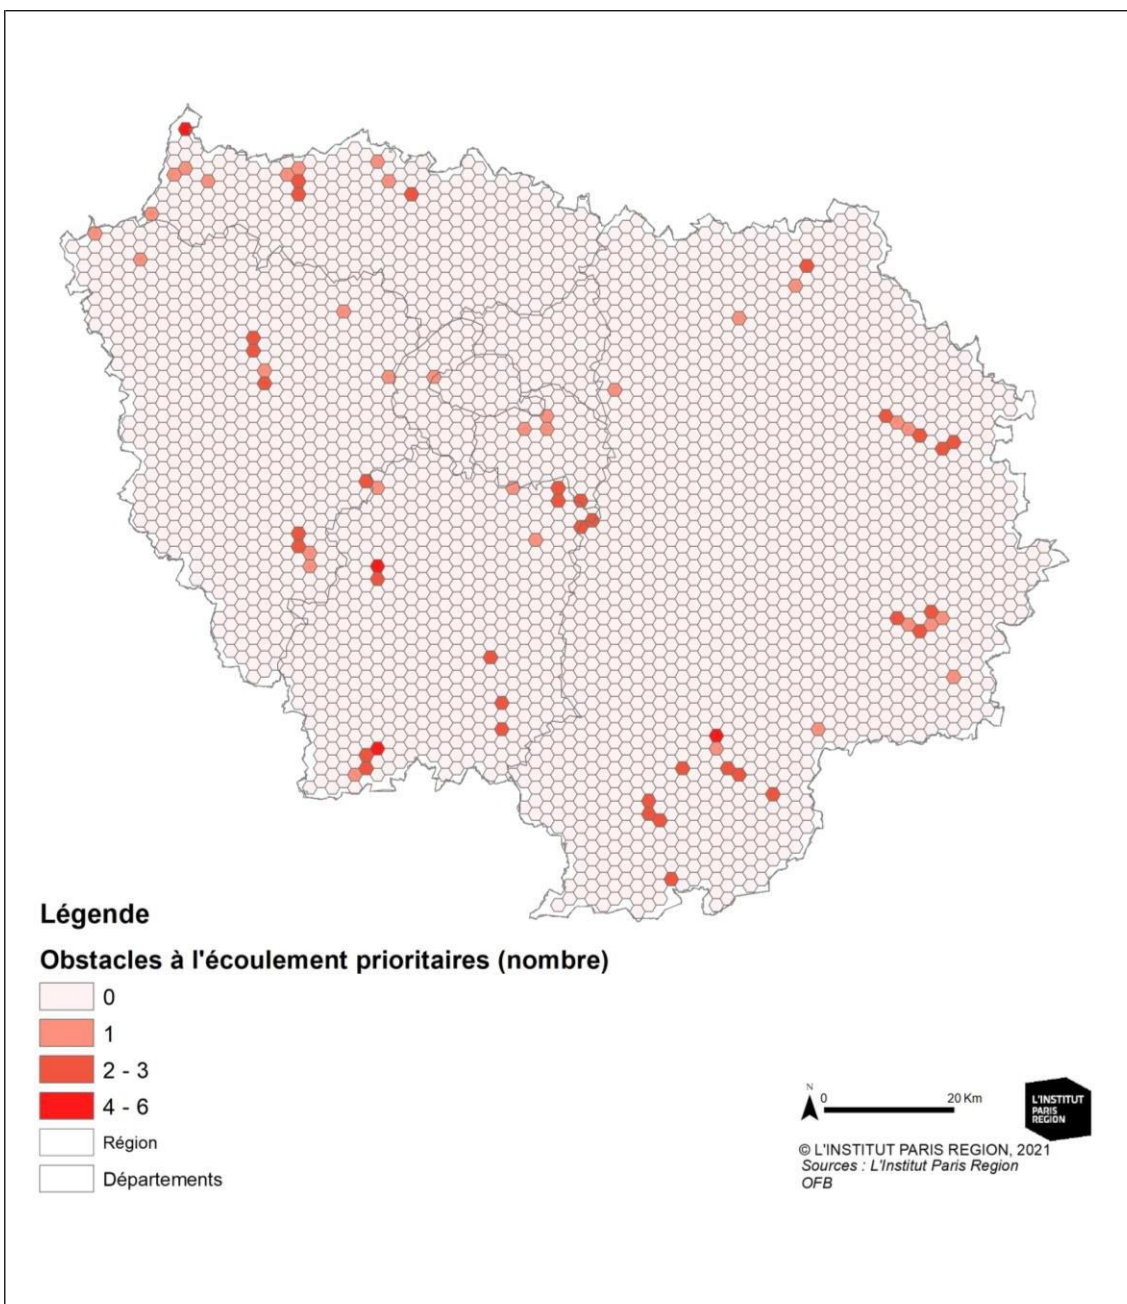 Légende
Obstacles à l'écoulement prioritaires (nombre)
0
1
2 - 3
4 - 6
Région
Départements
N
0 20 Km
L'INSTITUT
PARIS
REGION
© L'INSTITUT PARIS REGION, 2021
Sources : L'Institut Paris Region
OFB